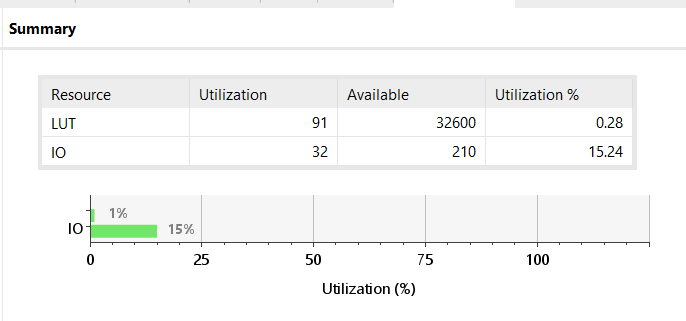 Summary
Resource Utilization Available Utilization %
LUT 91 32600 0.28
IO 32 210 15.24
1%
IO 15%
0 25 50 75 100
Utilization (%)